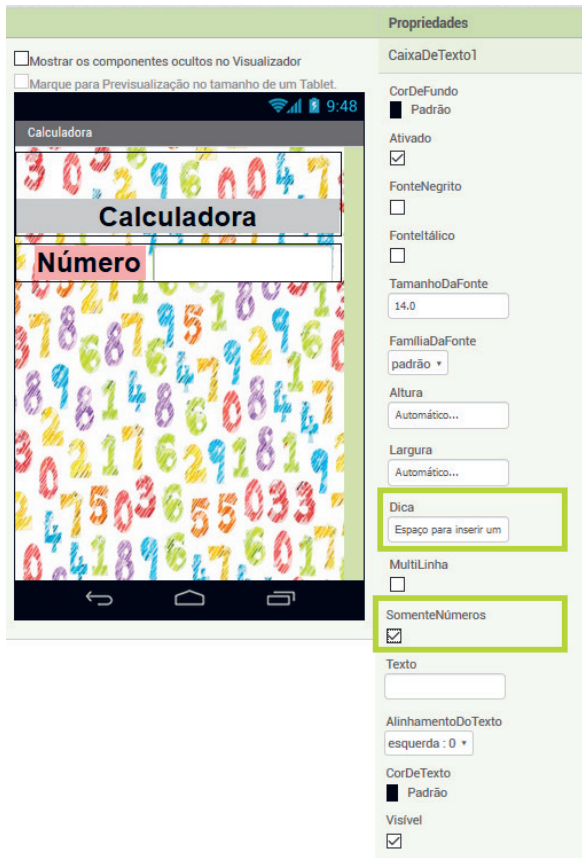 Mostrar os componentes ocultos no Visualizador
Marque para Previsualização no tamanho de um Tablet.
9:48
Calculadora
Calculadora
Número
Propriedades
CaixaDeTexto1
CorDeFundo
Padrão
Ativado
FonteNegrito
FonteItálico
TamanhoDaFonte
14.0
FamíliaDaFonte
padrão
Altura
Automático...
Largura
Automático...
Dica
Espaço para inserir um
MultiLinha
SomenteNúmeros
Texto
AlinhamentoDoTexto
esquerda : 0
CorDeTexto
Padrão
Visível